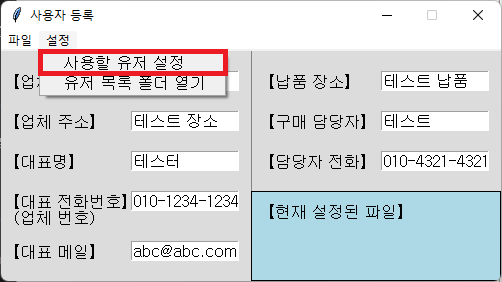 사용자 등록
파일 설정
사용할 유저 설정
유저 목록 폴더 열기
【업체
【납품 장소】 테스트 납품
【업체 주소】 테스트 장소
【구매 담당자】 테스트
【대표명】 테스터
【담당자 전화】 010-4321-4321
【대표 전화번호】 010-1234-1234
(업체 번호)
【현재 설정된 파일】
【대표 메일】 abc@abc.com